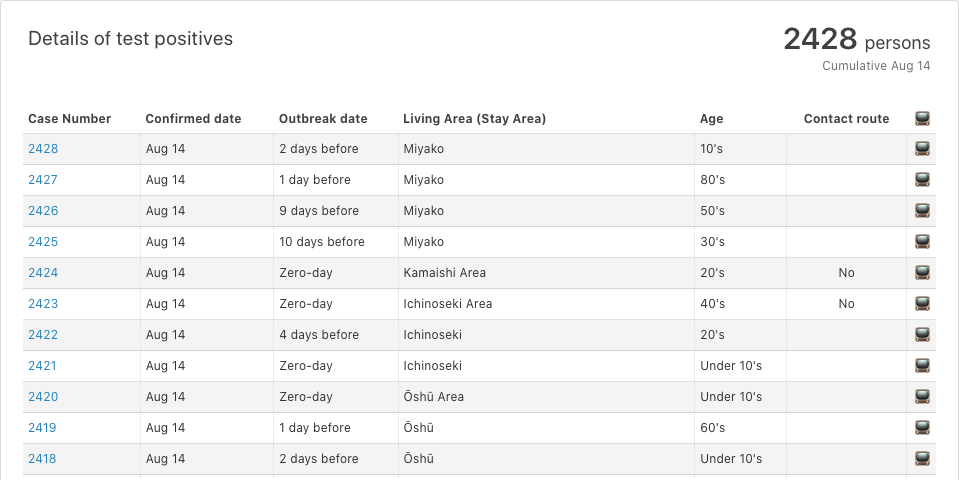 Details of test positives
2428 persons
Cumulative Aug 14
Case Number Confirmed date Outbreak date Living Area (Stay Area) Age Contact route
2428 Aug 14 2 days before Miyako 10's
2427 Aug 14 1 day before Miyako 80's
2426 Aug 14 9 days before Miyako 50's
2425 Aug 14 10 days before Miyako 30's
2424 Aug 14 Zero-day Kamaishi Area 20's No
2423 Aug 14 Zero-day Ichinoseki Area 40's No
2422 Aug 14 4 days before Ichinoseki 20's
2421 Aug 14 Zero-day Ichinoseki Under 10's
2420 Aug 14 Zero-day Ōshū Area Under 10's
2419 Aug 14 1 day before Ōshū 60's
2418 Aug 14 2 days before Ōshū Under 10's